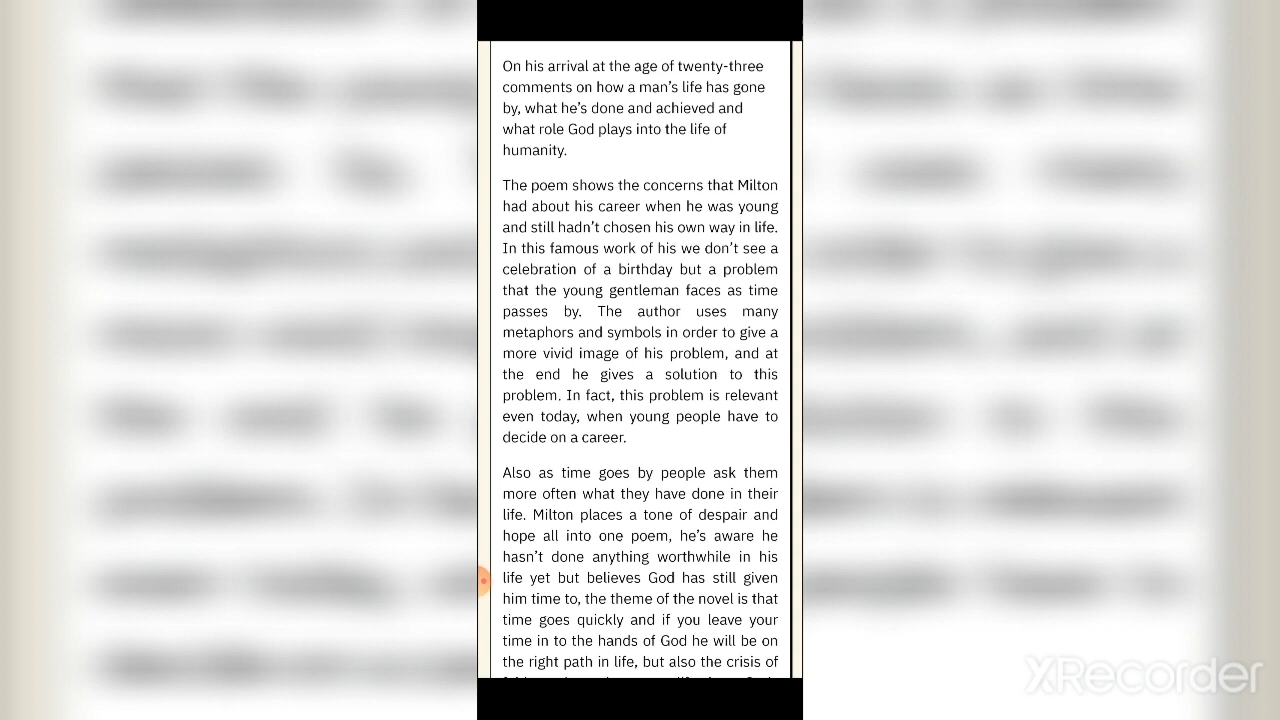 On his arrival at the age of twenty-three
comments on how a man's life has gone
by, what he's done and achieved and
what role God plays into the life of
humanity.
The poem shows the concerns that Milton
had about his career when he was young
and still hadn't chosen his own way in life.
In this famous work of his we don't see a
celebration of a birthday but a problem
that the young gentleman faces as time
passes by. The author uses many
metaphors and symbols in order to give a
more vivid image of his problem, and at
the end he gives a solution to this
problem. In fact, this problem is relevant
even today, when young people have to
decide on a career.
Also as time goes by people ask them
more often what they have done in their
life. Milton places a tone of despair and
hope all into one poem, he's aware he
hasn't done anything worthwhile in his
life yet but believes God has still given
him time to, the theme of the novel is that
time goes quickly and if you leave your
time in to the hands of God he will be on
the right path in life, but also the crisis of
XRecorder